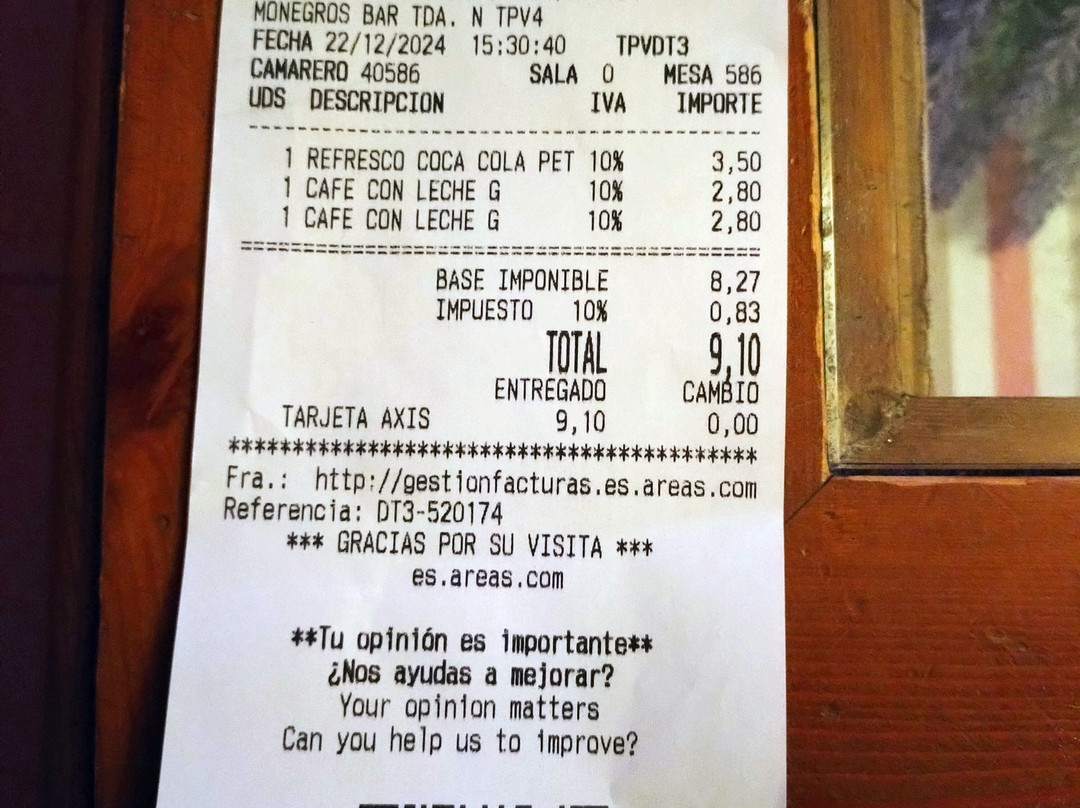 MONEGROS BAR TDA. N TPV4
FECHA 22/12/2024 15:30:40 TPVDT3
CAMARERO 40586 SALA 0 MESA 586
UDS DESCRIPCION IVA IMPORTE
------------------------------------------
1 REFRESCO COCA COLA PET 10% 3,50
1 CAFE CON LECHE G 10% 2,80
1 CAFE CON LECHE G 10% 2,80
==========================================
BASE IMPONIBLE 8,27
IMPUESTO 10% 0,83
TOTAL 9,10
ENTREGADO CAMBIO
TARJETA AXIS 9,10 0,00
******************************************
Fra.: http://gestionfacturas.es.areas.com
Referencia: DT3-520174
*** GRACIAS POR SU VISITA ***
es.areas.com
**Tu opinión es importante**
¿Nos ayudas a mejorar?
Your opinion matters
Can you help us to improve?